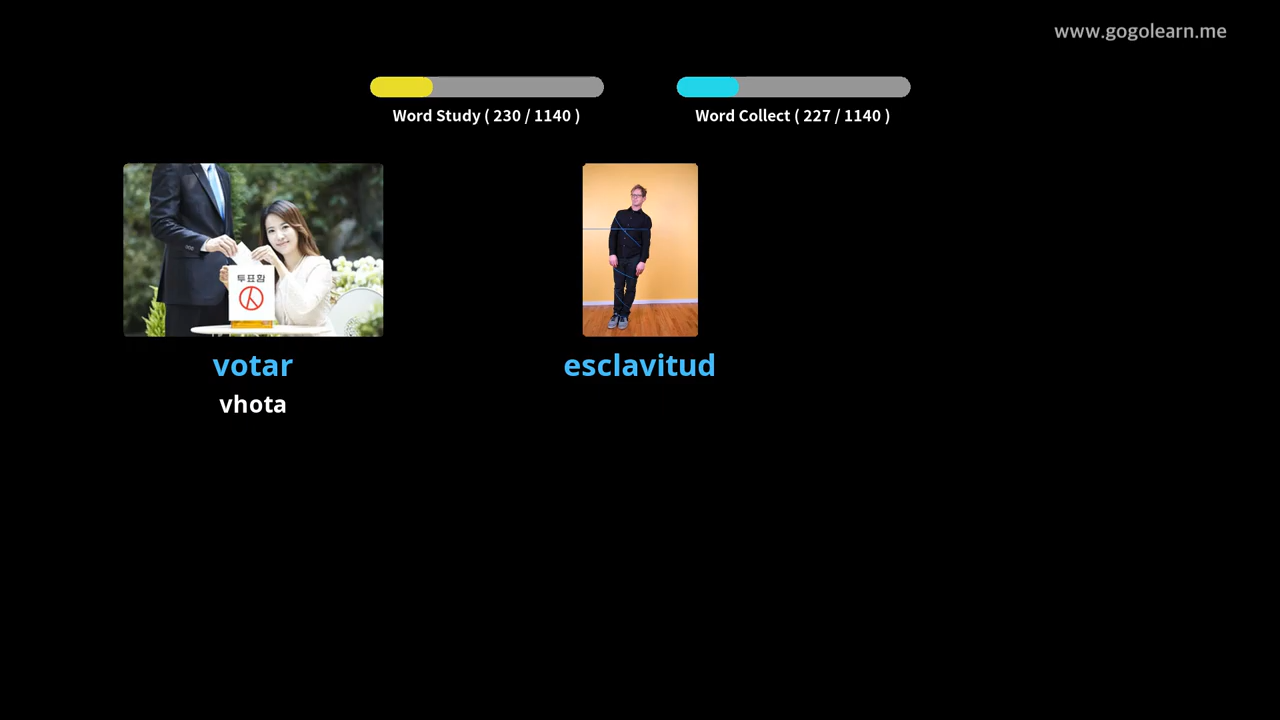 www.gogolearn.me
Word Study ( 230 / 1140 )
Word Collect ( 227 / 1140 )
투표함
votar
esclavitud
vhota